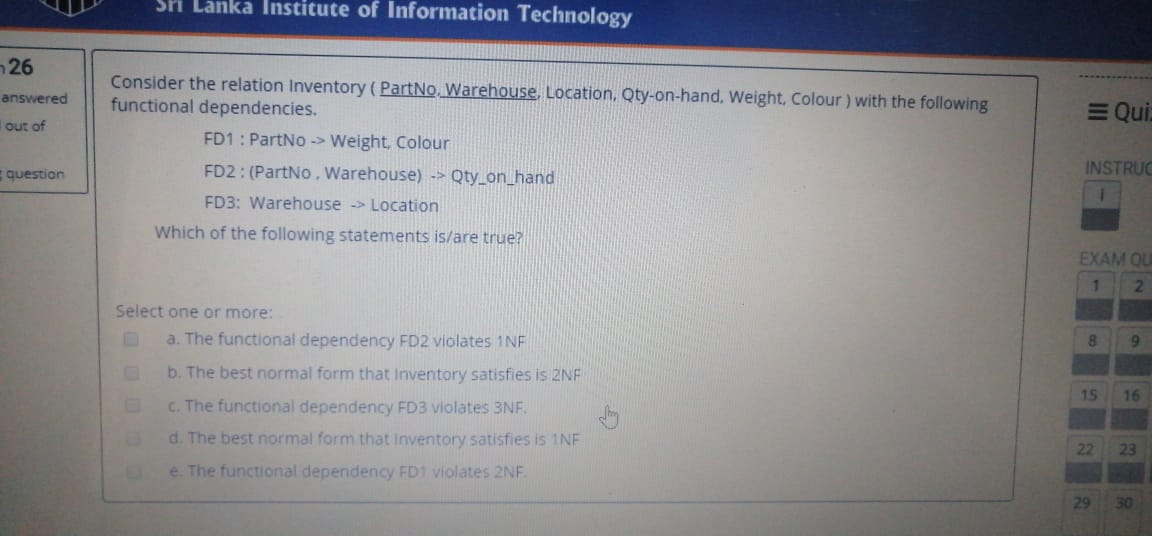 Sri Lanka Institute of Information Technology
26
answered
out of
question
Consider the relation Inventory ( PartNo, Warehouse, Location, Qty-on-hand, Weight, Colour ) with the following
functional dependencies.
FD1 : PartNo -> Weight, Colour
FD2 : (PartNo , Warehouse) -> Qty_on_hand
FD3: Warehouse -> Location
Which of the following statements is/are true?
Select one or more:
a. The functional dependency FD2 violates 1NF
b. The best normal form that Inventory satisfies is 2NF
c. The functional dependency FD3 violates 3NF.
d. The best normal form that Inventory satisfies is 1NF
e. The functional dependency FD1 violates 2NF.
Qui
INSTRUC
i
EXAM QU
1 2
8 9
15 16
22 23
29 30